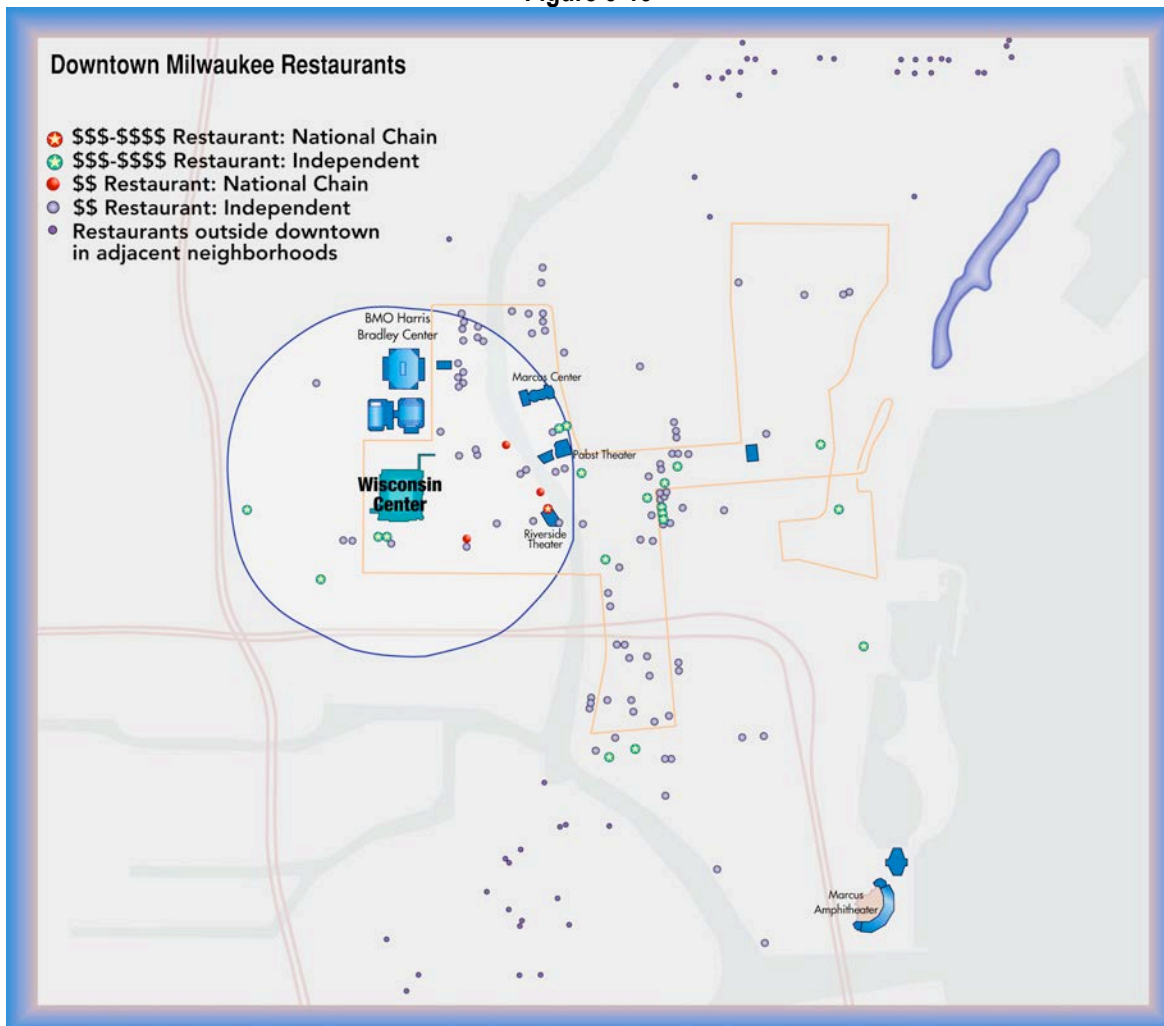 Downtown Milwaukee Restaurants
$$$-$$$$ Restaurant: National Chain
$$$-$$$$ Restaurant: Independent
$$ Restaurant: National Chain
$$ Restaurant: Independent
Restaurants outside downtown
in adjacent neighborhoods
BMO Harris
Bradley Center
Marcus Center
Pabst Theater
Wisconsin
Center
Riverside
Theater
Marcus
Amphitheater